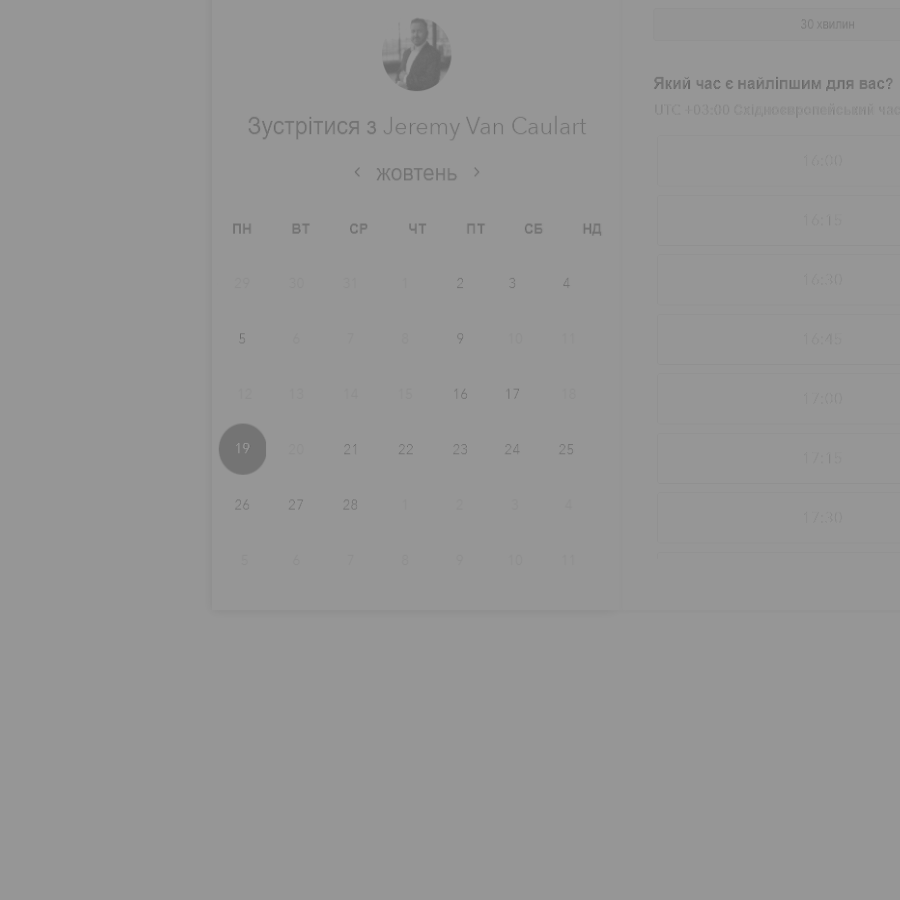 Зустрітися з Jeremy Van Caulart
жовтень
ПН ВТ СР ЧТ ПТ СБ НД
29 30 31 1 2 3 4
5 6 7 8 9 10 11
12 13 14 15 16 17 18
19 20 21 22 23 24 25
26 27 28 1 2 3 4
5 6 7 8 9 10 11
30 хвилин
Який час є найліпшим для вас?
UTC +03:00 Східноєвропейський
16:00
16:15
16:30
16:45
17:00
17:15
17:30